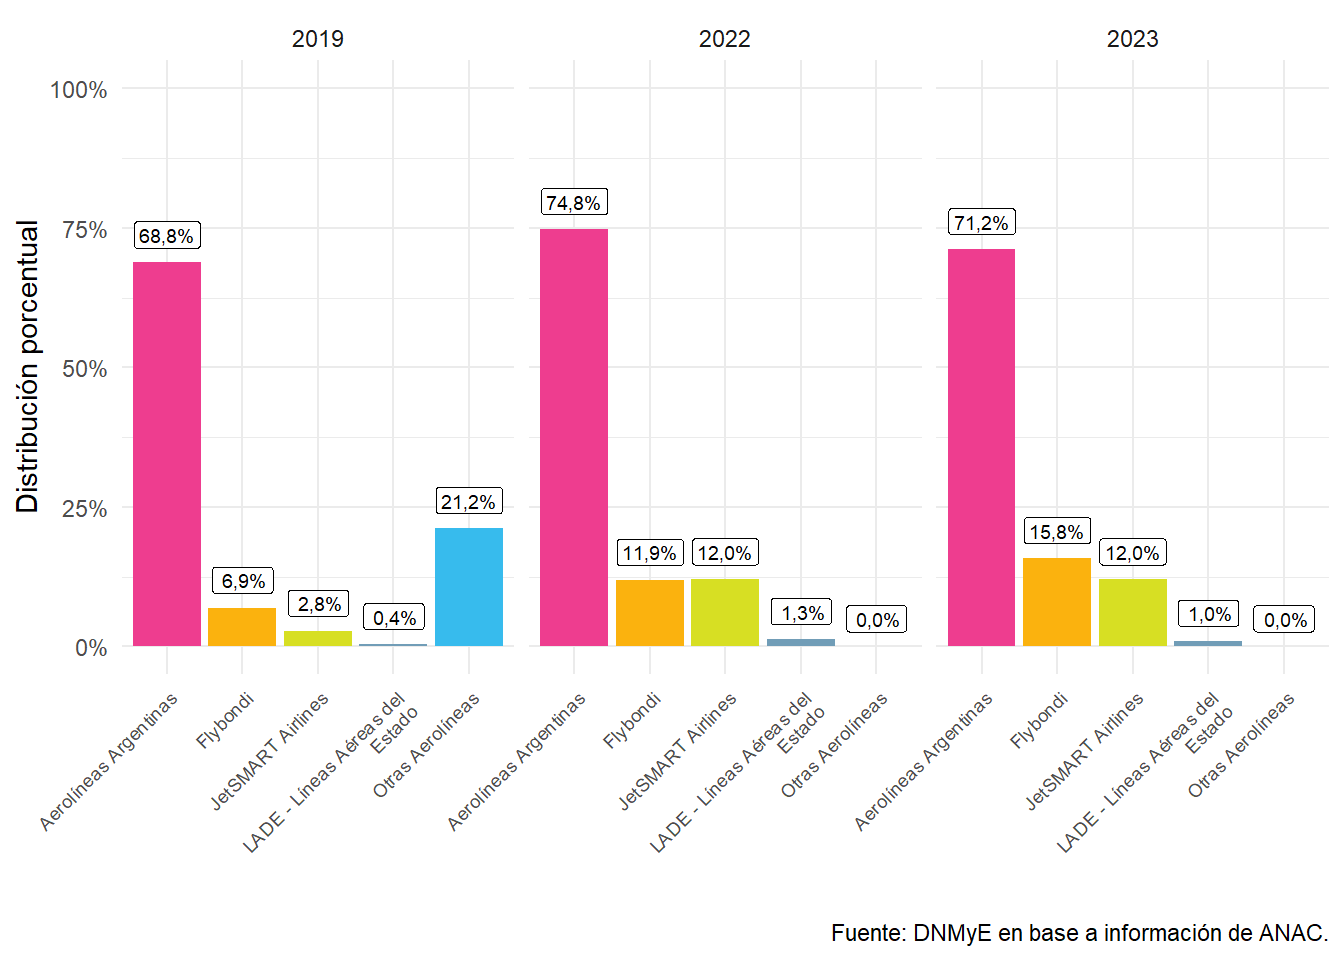 2019
2022
2023
Distribución porcentual
100%
75%
50%
25%
0%
68,8%
6,9%
2,8%
0,4%
21,2%
74,8%
11,9%
12,0%
1,3%
0,0%
71,2%
15,8%
12,0%
1,0%
0,0%
Aerolíneas Argentinas
Flybondi
JetSMART Airlines
LADE - Líneas Aéreas del
Estado
Otras Aerolíneas
Aerolíneas Argentinas
Flybondi
JetSMART Airlines
LADE - Líneas Aéreas del
Estado
Otras Aerolíneas
Aerolíneas Argentinas
Flybondi
JetSMART Airlines
LADE - Líneas Aéreas del
Estado
Otras Aerolíneas
Fuente: DNMyE en base a información de ANAC.